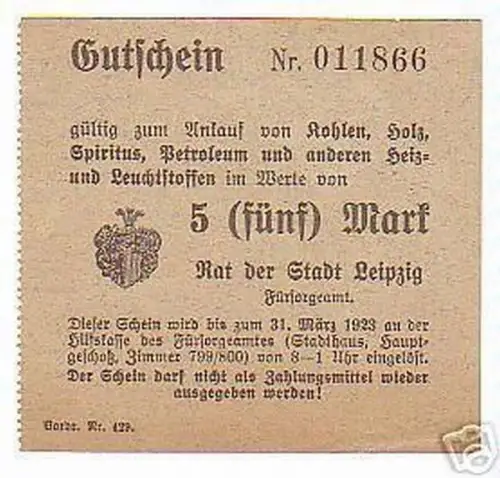 Gutschein Nr. 011866
gültig zum Ankauf von Kohlen, Holz,
Spiritus, Petroleum und anderen Heiz-
und Leuchtstoffen im Werte von
5 (fünf) Mark
Rat der Stadt Leipzig
Fürsorgeamt.
Dieser Schein wird bis zum 31. März 1923 an der
Hilfskasse des Fürsorgeamtes (Stadthaus, Haupt-
geschoß, Zimmer 799/800) von 8—1 Uhr eingelöst.
Der Schein darf nicht als Zahlungsmittel wieder
ausgegeben werden!
Vordr. Nr. 429.
eb